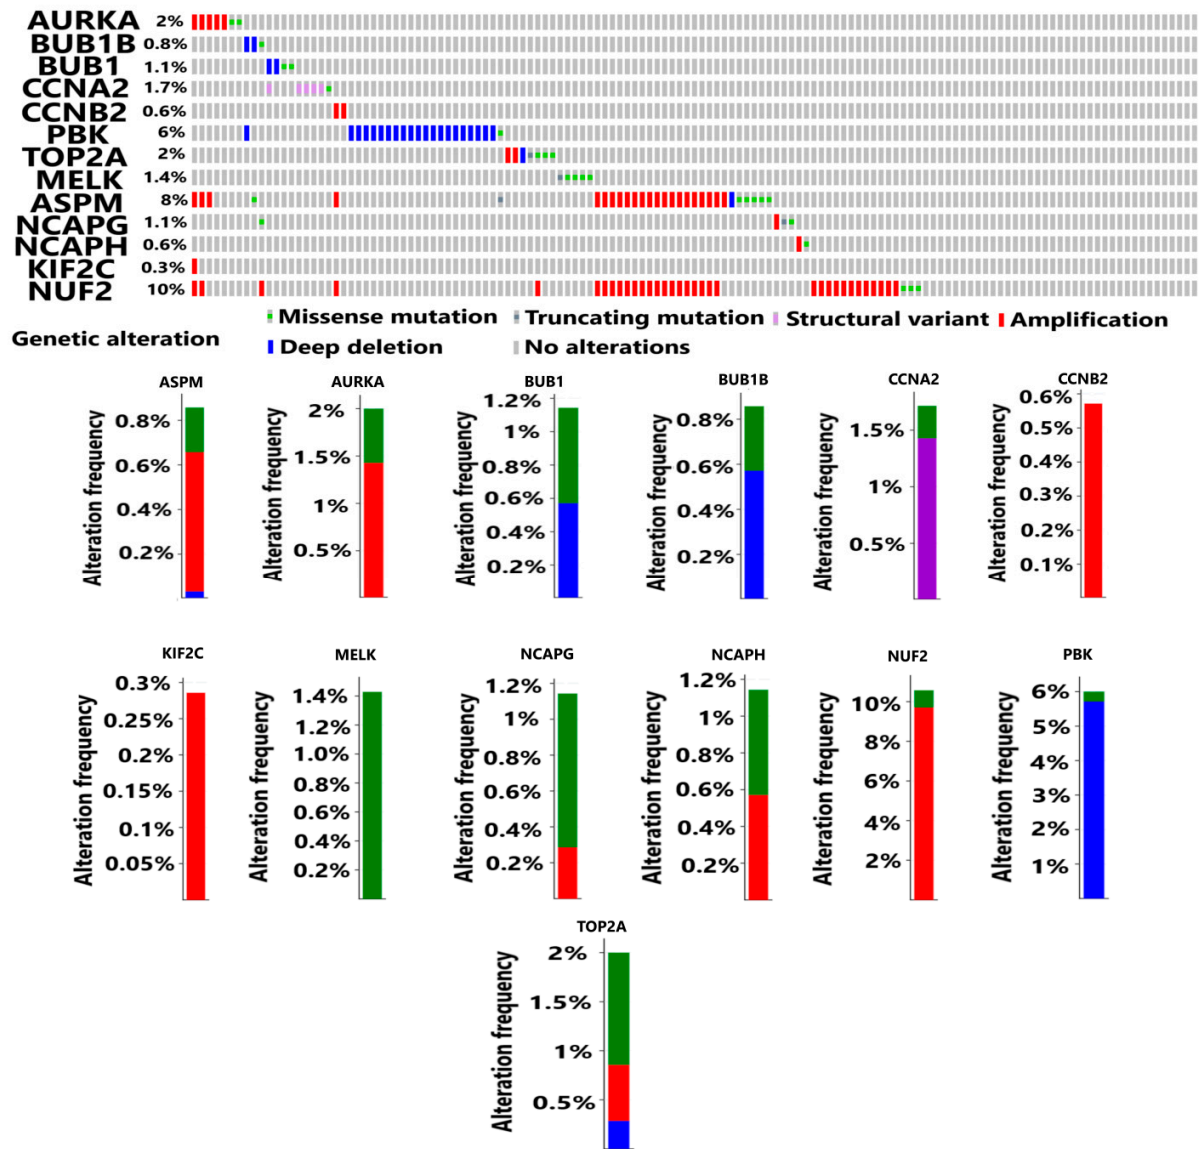 AURKA 2%
BUB1B 0.8%
BUB1 1.1%
CCNA2 1.7%
CCNB2 0.6%
PBK 6%
TOP2A 2%
MELK 1.4%
ASPM 8%
NCAPG 1.1%
NCAPH 0.6%
KIF2C 0.3%
NUF2 10%
Genetic alteration
Missense mutation Truncating mutation Structural variant Amplification
Deep deletion No alterations
ASPM
Alteration frequency
0.8%
0.6%
0.4%
0.2%
AURKA
Alteration frequency
2%
1.5%
1%
0.5%
BUB1
Alteration frequency
1.2%
1%
0.8%
0.6%
0.4%
0.2%
BUB1B
Alteration frequency
0.8%
0.6%
0.4%
0.2%
CCNA2
Alteration frequency
1.5%
1%
0.5%
CCNB2
Alteration frequency
0.6%
0.5%
0.4%
0.3%
0.2%
0.1%
KIF2C
Alteration frequency
0.3%
0.25%
0.2%
0.15%
0.1%
0.05%
MELK
Alteration frequency
1.4%
1.2%
1.0%
0.8%
0.6%
0.4%
0.2%
NCAPG
Alteration frequency
1.2%
1%
0.8%
0.6%
0.4%
0.2%
NCAPH
Alteration frequency
1.2%
1%
0.8%
0.6%
0.4%
0.2%
NUF2
Alteration frequency
10%
8%
6%
4%
2%
PBK
Alteration frequency
6%
5%
4%
3%
2%
1%
TOP2A
Alteration frequency
2%
1.5%
1%
0.5%